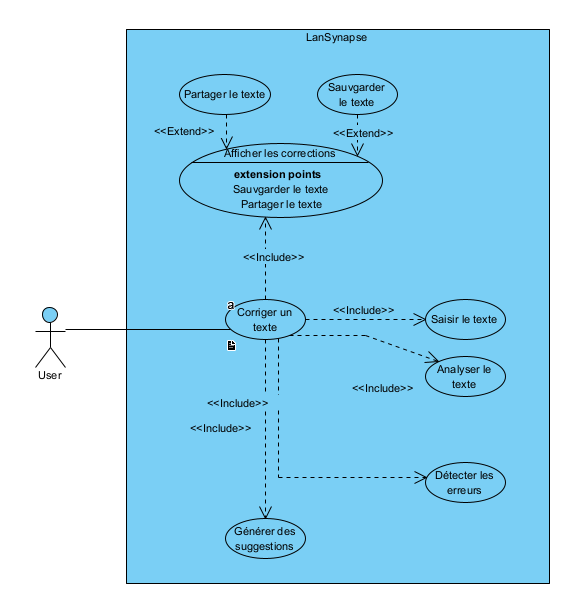 LanSynapse
Partager le texte
Sauvgarder
le texte
<<Extend>>
<<Extend>>
Afficher les corrections
extension points
Sauvgarder le texte
Partager le texte
<<Include>>
a
Corriger un
texte
<<Include>>
Saisir le texte
User
Analyser le
texte
<<Include>>
<<Include>>
<<Include>>
Détecter les
erreurs
Générer des
suggestions